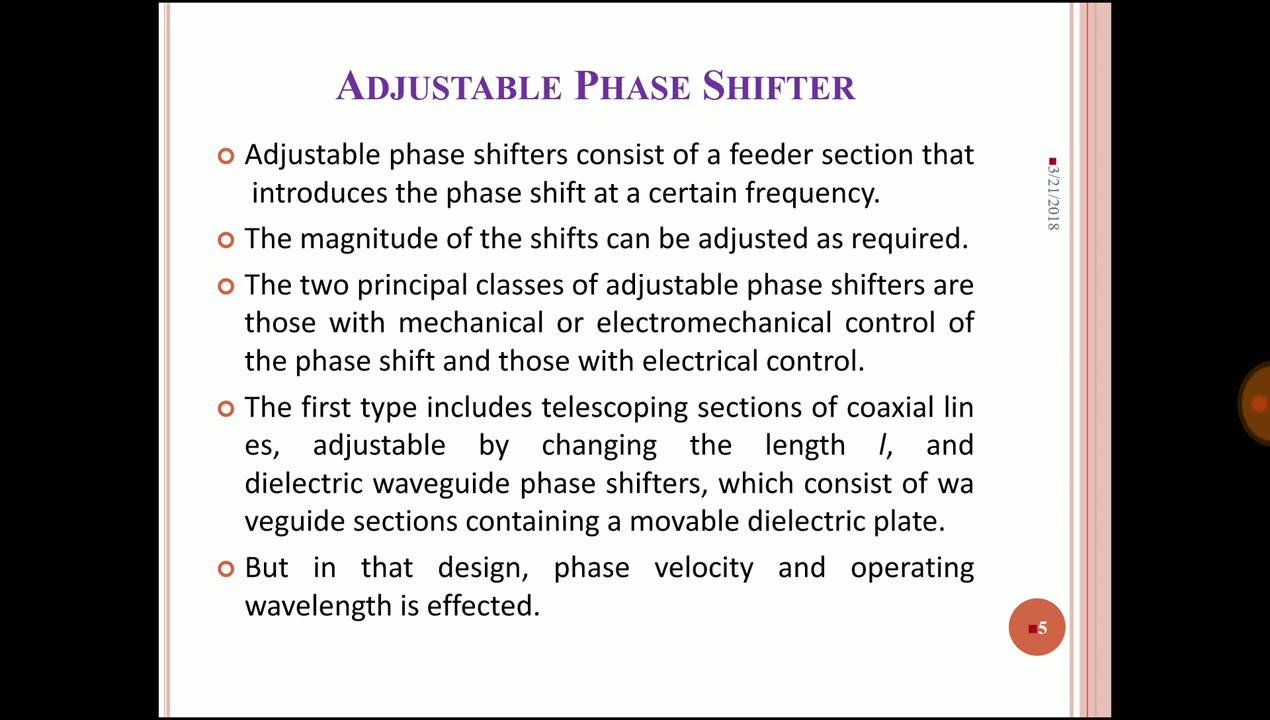 ADJUSTABLE PHASE SHIFTER
Adjustable phase shifters consist of a feeder section that
introduces the phase shift at a certain frequency.
The magnitude of the shifts can be adjusted as required.
The two principal classes of adjustable phase shifters are
those with mechanical or electromechanical control of
the phase shift and those with electrical control.
The first type includes telescoping sections of coaxial lin
es, adjustable by changing the length l, and
dielectric waveguide phase shifters, which consist of wa
veguide sections containing a movable dielectric plate.
But in that design, phase velocity and operating
wavelength is effected.
3/21/2018
5